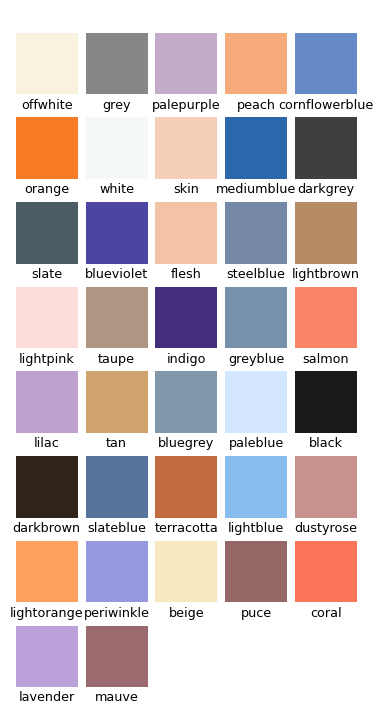 offwhite grey palepurple peach cornflowerblue
orange white skin mediumblue darkgrey
slate blueviolet flesh steelblue lightbrown
lightpink taupe indigo greyblue salmon
lilac tan bluegrey paleblue black
darkbrown slateblue terracotta lightblue dustyrose
lightorange periwinkle beige puce coral
lavender mauve